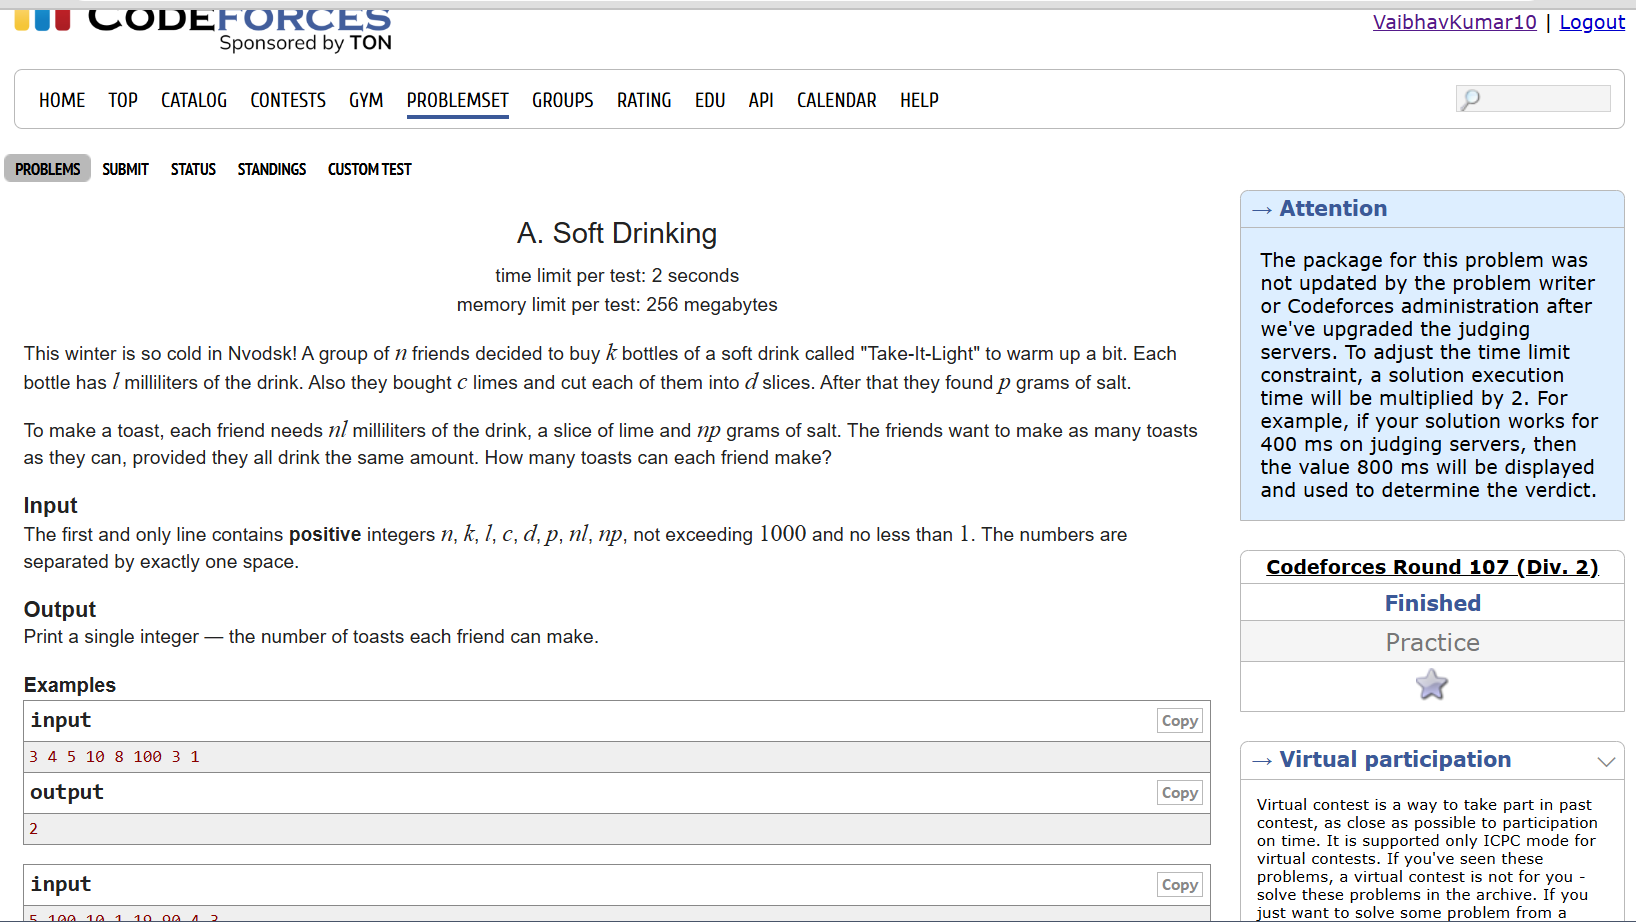 CODEFORCES
Sponsored by TON
VaibhavKumar10 | Logout
HOME TOP CATALOG CONTESTS GYM PROBLEMSET GROUPS RATING EDU API CALENDAR HELP
PROBLEMS SUBMIT STATUS STANDINGS CUSTOM TEST
A. Soft Drinking
time limit per test: 2 seconds
memory limit per test: 256 megabytes
This winter is so cold in Nvodsk! A group of n friends decided to buy k bottles of a soft drink called "Take-It-Light" to warm up a bit. Each
bottle has l milliliters of the drink. Also they bought c limes and cut each of them into d slices. After that they found p grams of salt.
To make a toast, each friend needs nl milliliters of the drink, a slice of lime and np grams of salt. The friends want to make as many toasts
as they can, provided they all drink the same amount. How many toasts can each friend make?
Input
The first and only line contains positive integers n, k, l, c, d, p, nl, np, not exceeding 1000 and no less than 1. The numbers are
separated by exactly one space.
Output
Print a single integer — the number of toasts each friend can make.
Examples
input
Copy
3 4 5 10 8 100 3 1
output
Copy
2
input
Copy
5 100 10 1 19 90 4 3
→ Attention
The package for this problem was
not updated by the problem writer
or Codeforces administration after
we've upgraded the judging
servers. To adjust the time limit
constraint, a solution execution
time will be multiplied by 2. For
example, if your solution works for
400 ms on judging servers, then
the value 800 ms will be displayed
and used to determine the verdict.
Codeforces Round 107 (Div. 2)
Finished
Practice
→ Virtual participation
Virtual contest is a way to take part in past
contest, as close as possible to participation
on time. It is supported only ICPC mode for
virtual contests. If you've seen these
problems, a virtual contest is not for you -
solve these problems in the archive. If you
just want to solve some problem from a